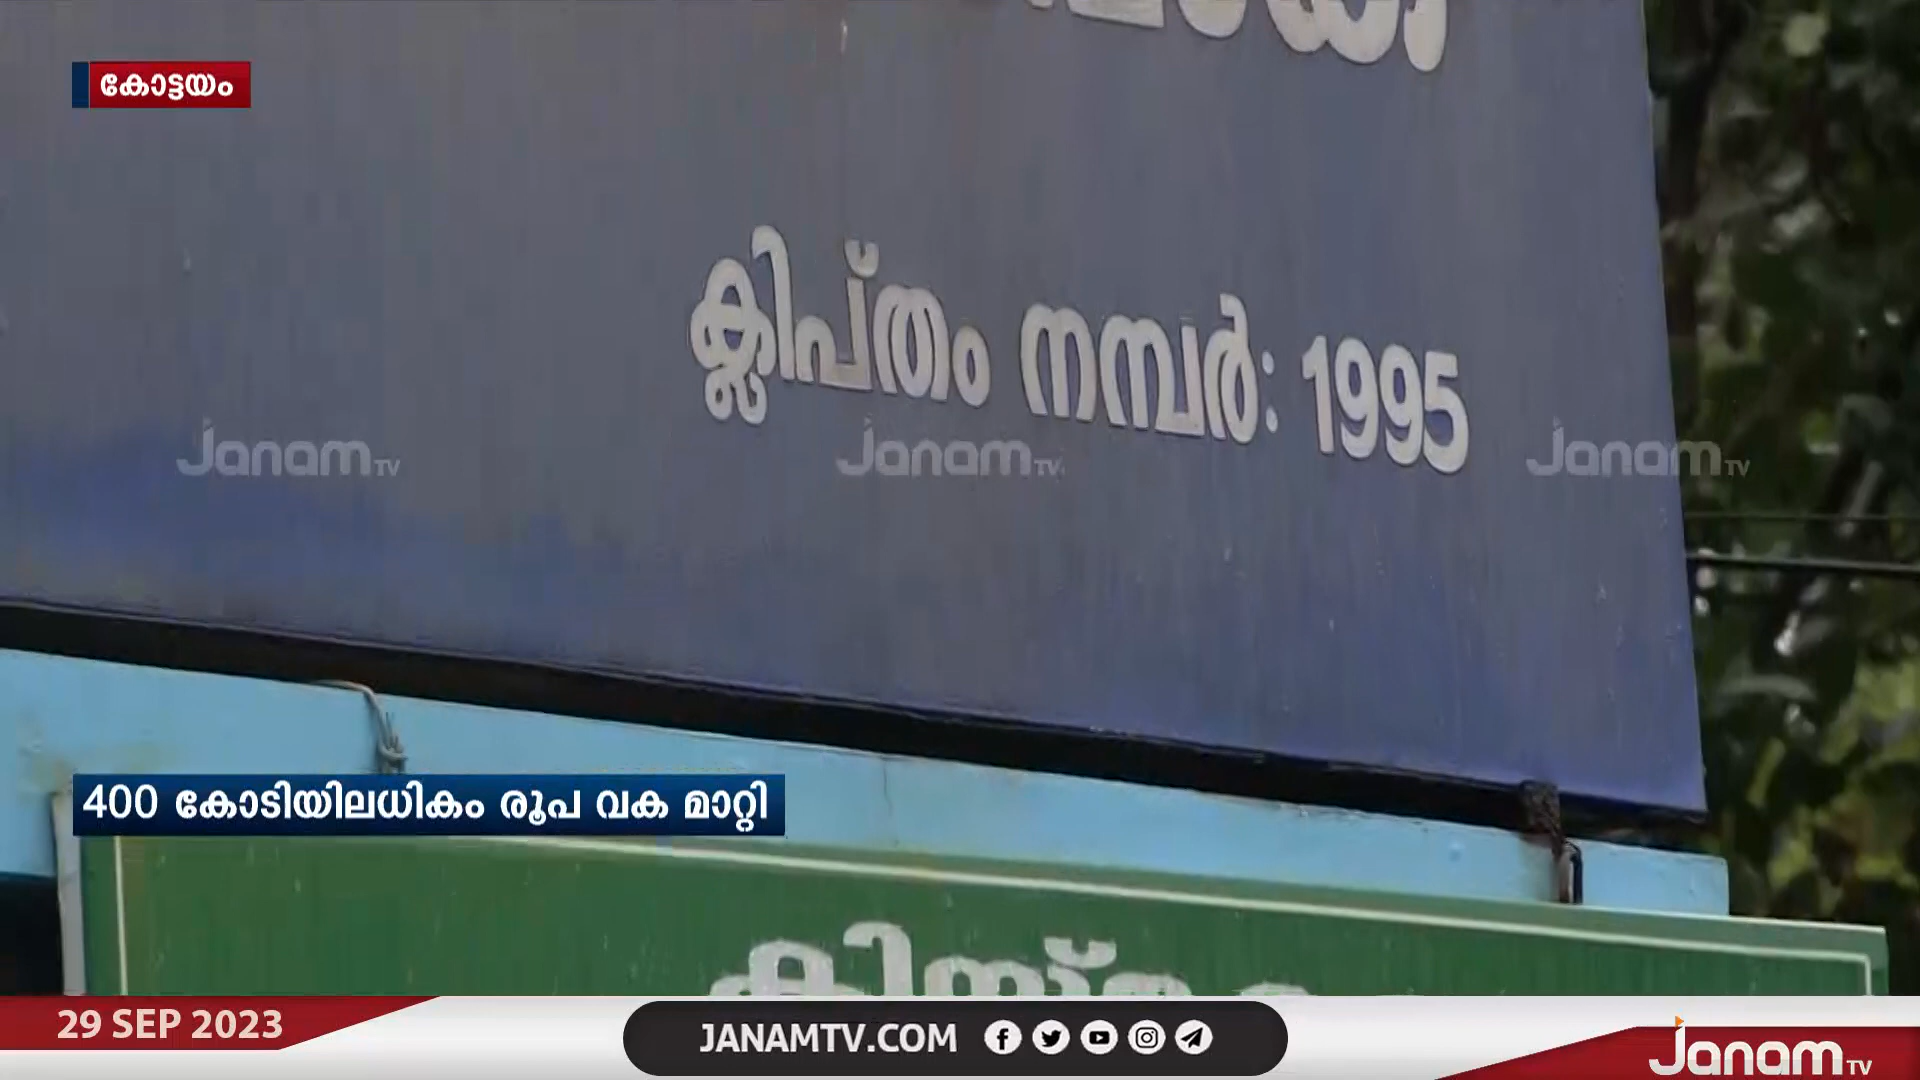 കോട്ടയം
ക്ലിപ്തം നമ്പർ: 1995
Janam TV
Janam TV
Janam TV
400 കോടിയിലധികം രൂപ വക മാറ്റി
29 SEP 2023
JANAMTV.COM
Janam TV